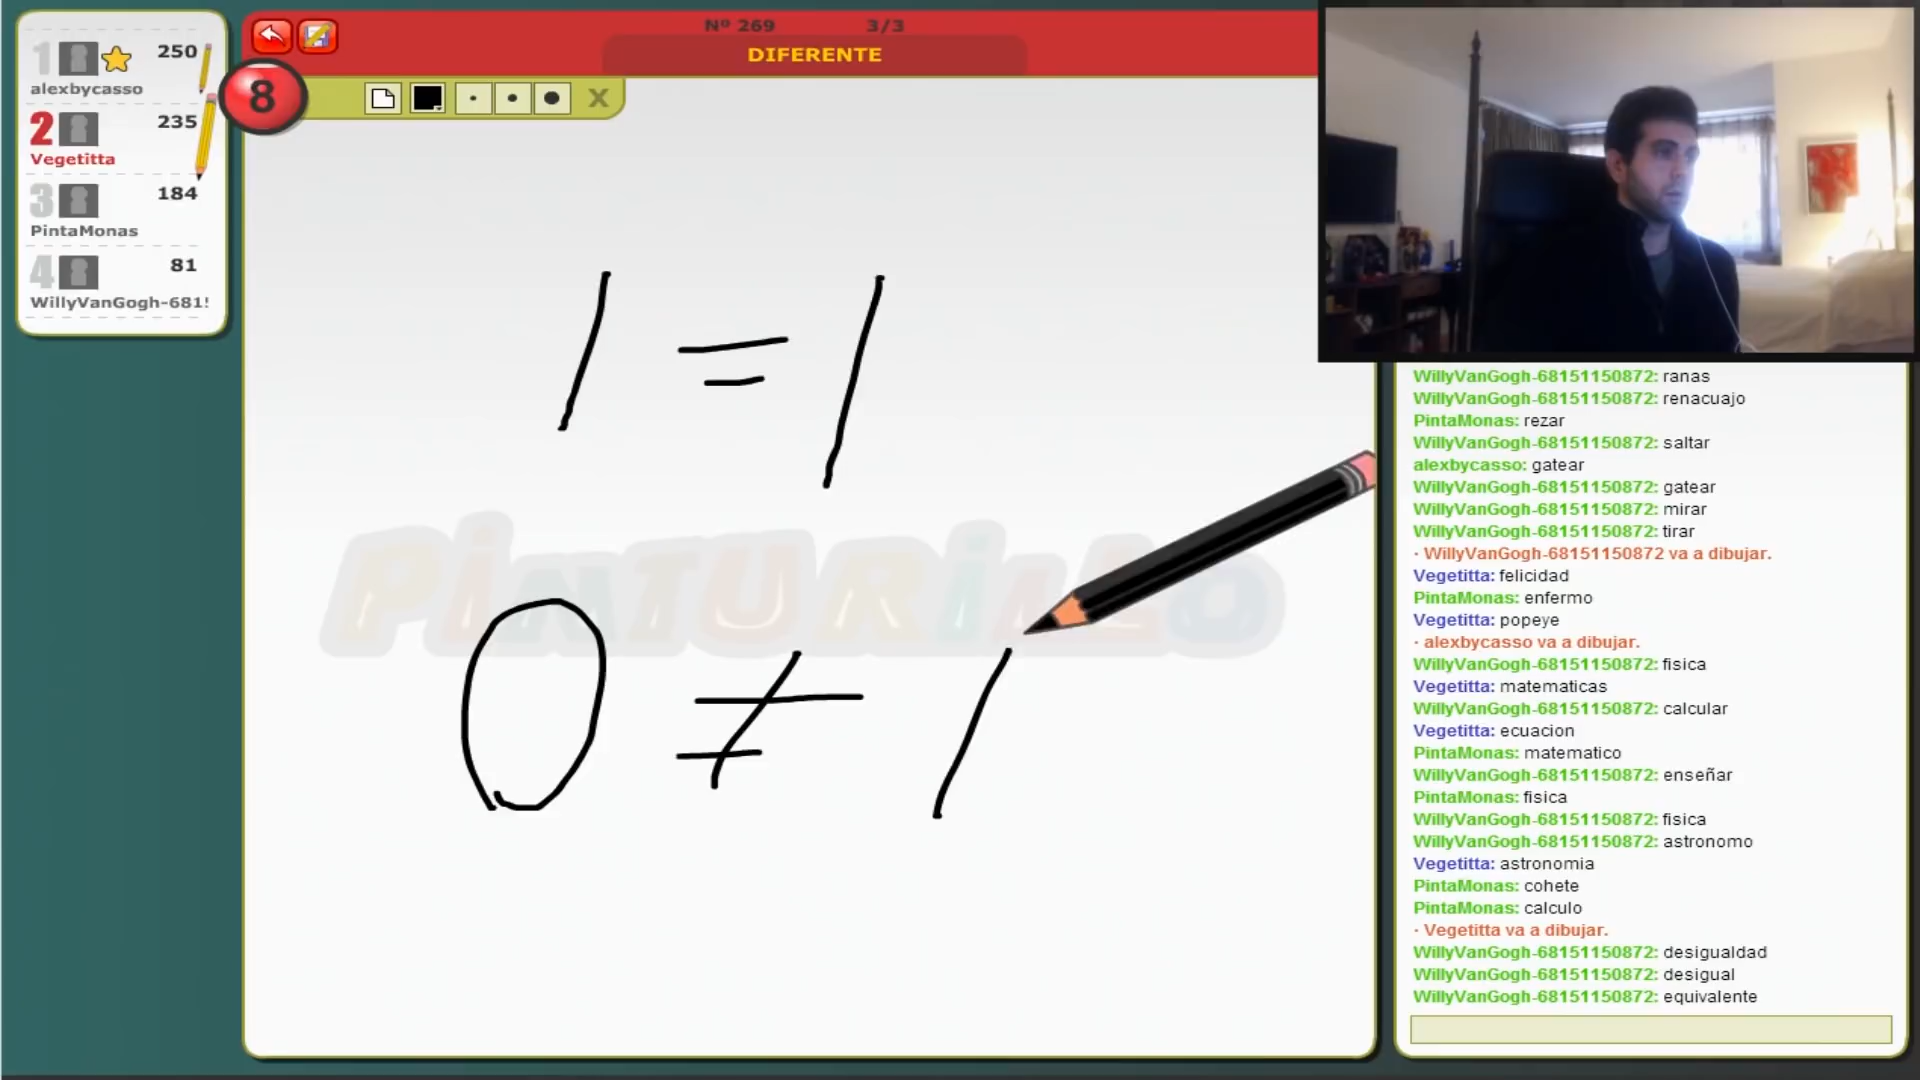 1
250
alexbycasso
2
235
Vegetitta
3
184
PintaMonas
4
81
WillyVanGogh-681!
Nº 269 3/3
DIFERENTE
8
X
1 = 1
PINTURILLO
0 ≠ 1
WillyVanGogh-68151150872: ranas
WillyVanGogh-68151150872: renacuajo
PintaMonas: rezar
WillyVanGogh-68151150872: saltar
alexbycasso: gatear
WillyVanGogh-68151150872: gatear
WillyVanGogh-68151150872: mirar
WillyVanGogh-68151150872: tirar
· WillyVanGogh-68151150872 va a dibujar.
Vegetitta: felicidad
PintaMonas: enfermo
Vegetitta: popeye
· alexbycasso va a dibujar.
WillyVanGogh-68151150872: fisica
Vegetitta: matematicas
WillyVanGogh-68151150872: calcular
Vegetitta: ecuacion
PintaMonas: matematico
WillyVanGogh-68151150872: enseñar
PintaMonas: fisica
WillyVanGogh-68151150872: fisica
WillyVanGogh-68151150872: astronomo
Vegetitta: astronomia
PintaMonas: cohete
PintaMonas: calculo
· Vegetitta va a dibujar.
WillyVanGogh-68151150872: desigualdad
WillyVanGogh-68151150872: desigual
WillyVanGogh-68151150872: equivalente